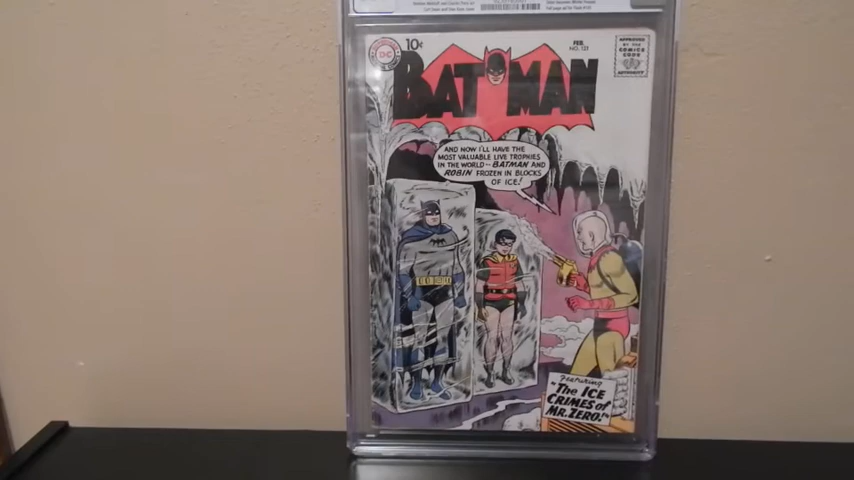 10¢
DC
FEB.
NO. 121
APPROVED
BY THE
COMICS
CODE
AUTHORITY
BATMAN
AND NOW I'LL HAVE THE
MOST VALUABLE LIVE TROPHIES
IN THE WORLD--BATMAN AND
ROBIN FROZEN IN BLOCKS
OF ICE!
Featuring
"The ICE
CRIMES of
MR. ZERO!"